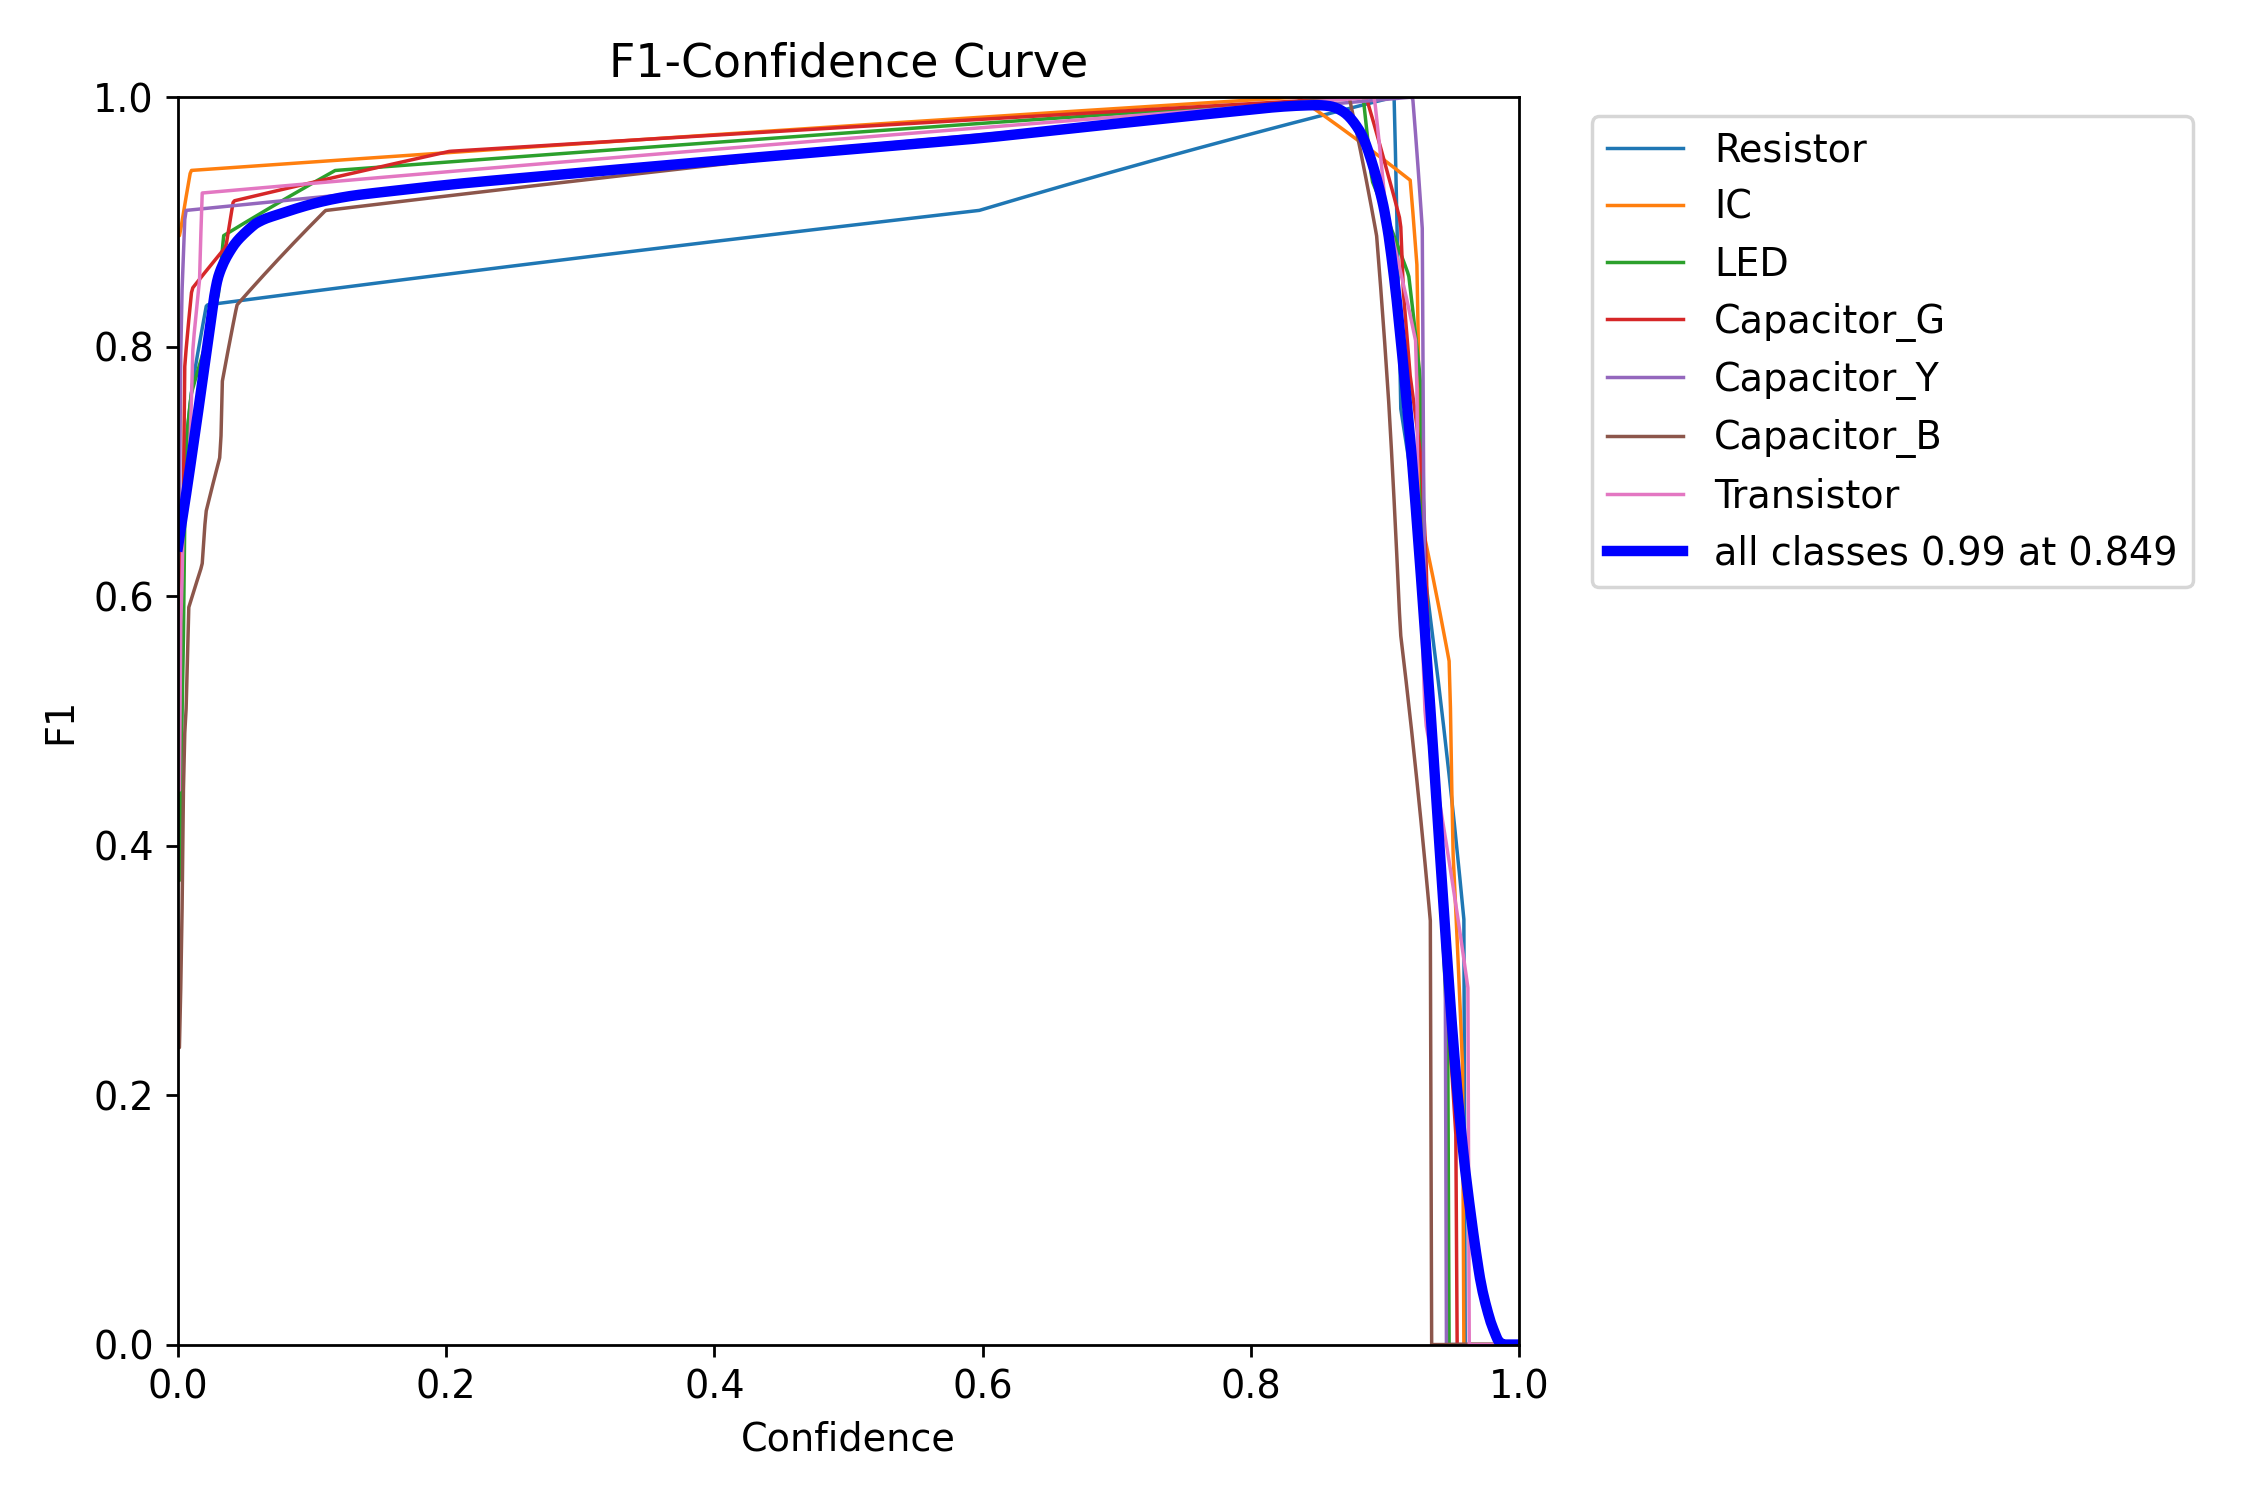 F1-Confidence Curve
1.0
0.8
0.6
0.4
0.2
0.0
F1
0.0 0.2 0.4 0.6 0.8 1.0
Confidence
Resistor
IC
LED
Capacitor_G
Capacitor_Y
Capacitor_B
Transistor
all classes 0.99 at 0.849